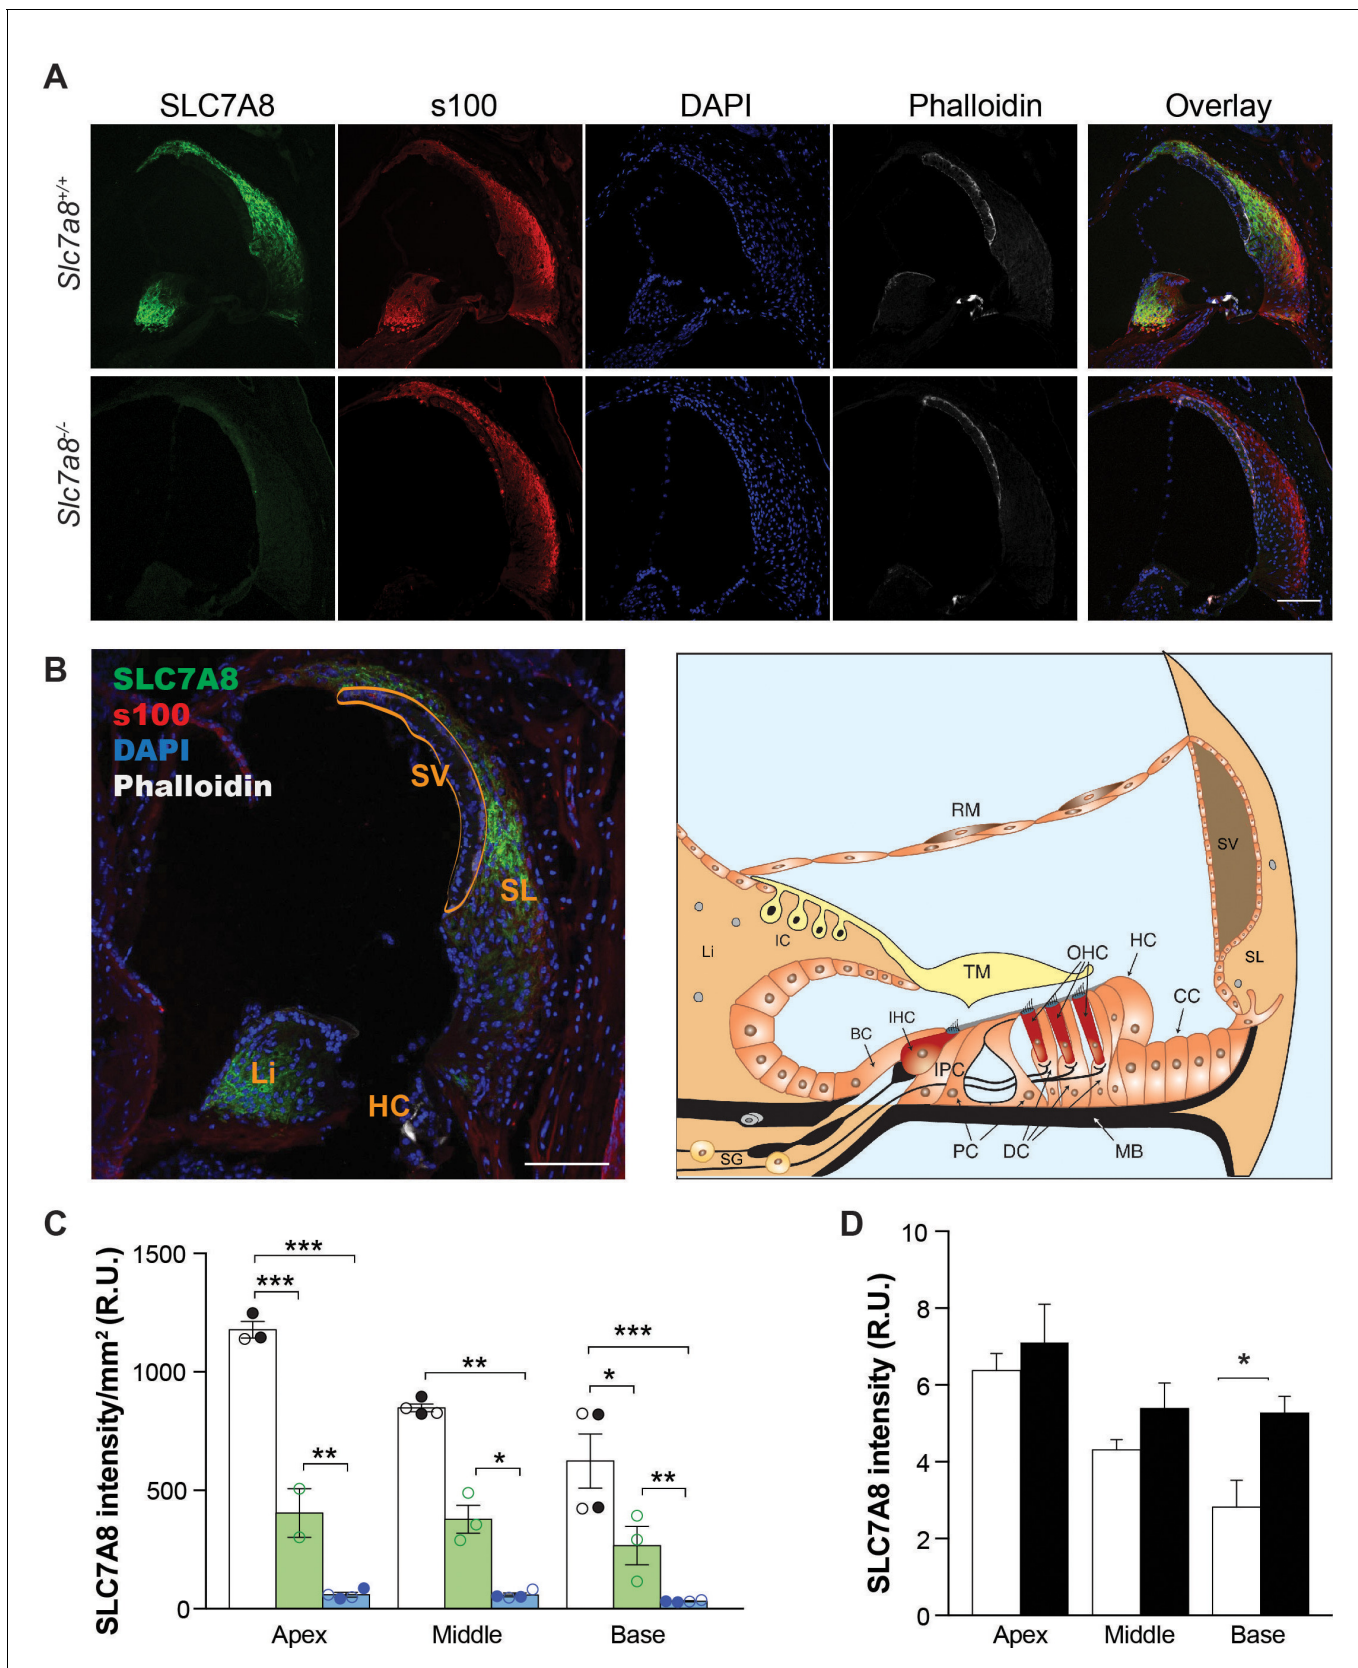 A
SLC7A8 s100 DAPI Phalloidin Overlay
Slc7a8+/+
Slc7a8-/-
B
SLC7A8
s100
DAPI
Phalloidin
SV
SL
Li
HC
RM
SV
IC
Li
TM
OHC
HC
SL
CC
IHC
BC
IPC
SG
PC
DC
MB
C
SLC7A8 intensity/mm² (R.U.)
1500
1000
500
0
***
***
**
**
*
***
*
**
Apex Middle Base
D
SLC7A8 intensity (R.U.)
10
8
6
4
2
0
*
Apex Middle Base